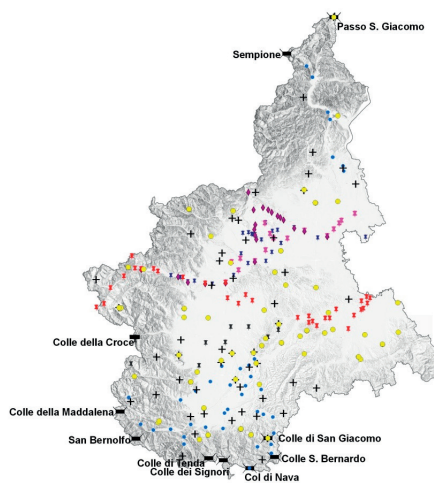 Passo S. Giacomo
Sempione
Colle della Croce
Colle della Maddalena
San Bernolfo
Colle di San Giacomo
Colle di Tenda
Colle S. Bernardo
Colle dei Signori
Col di Nava